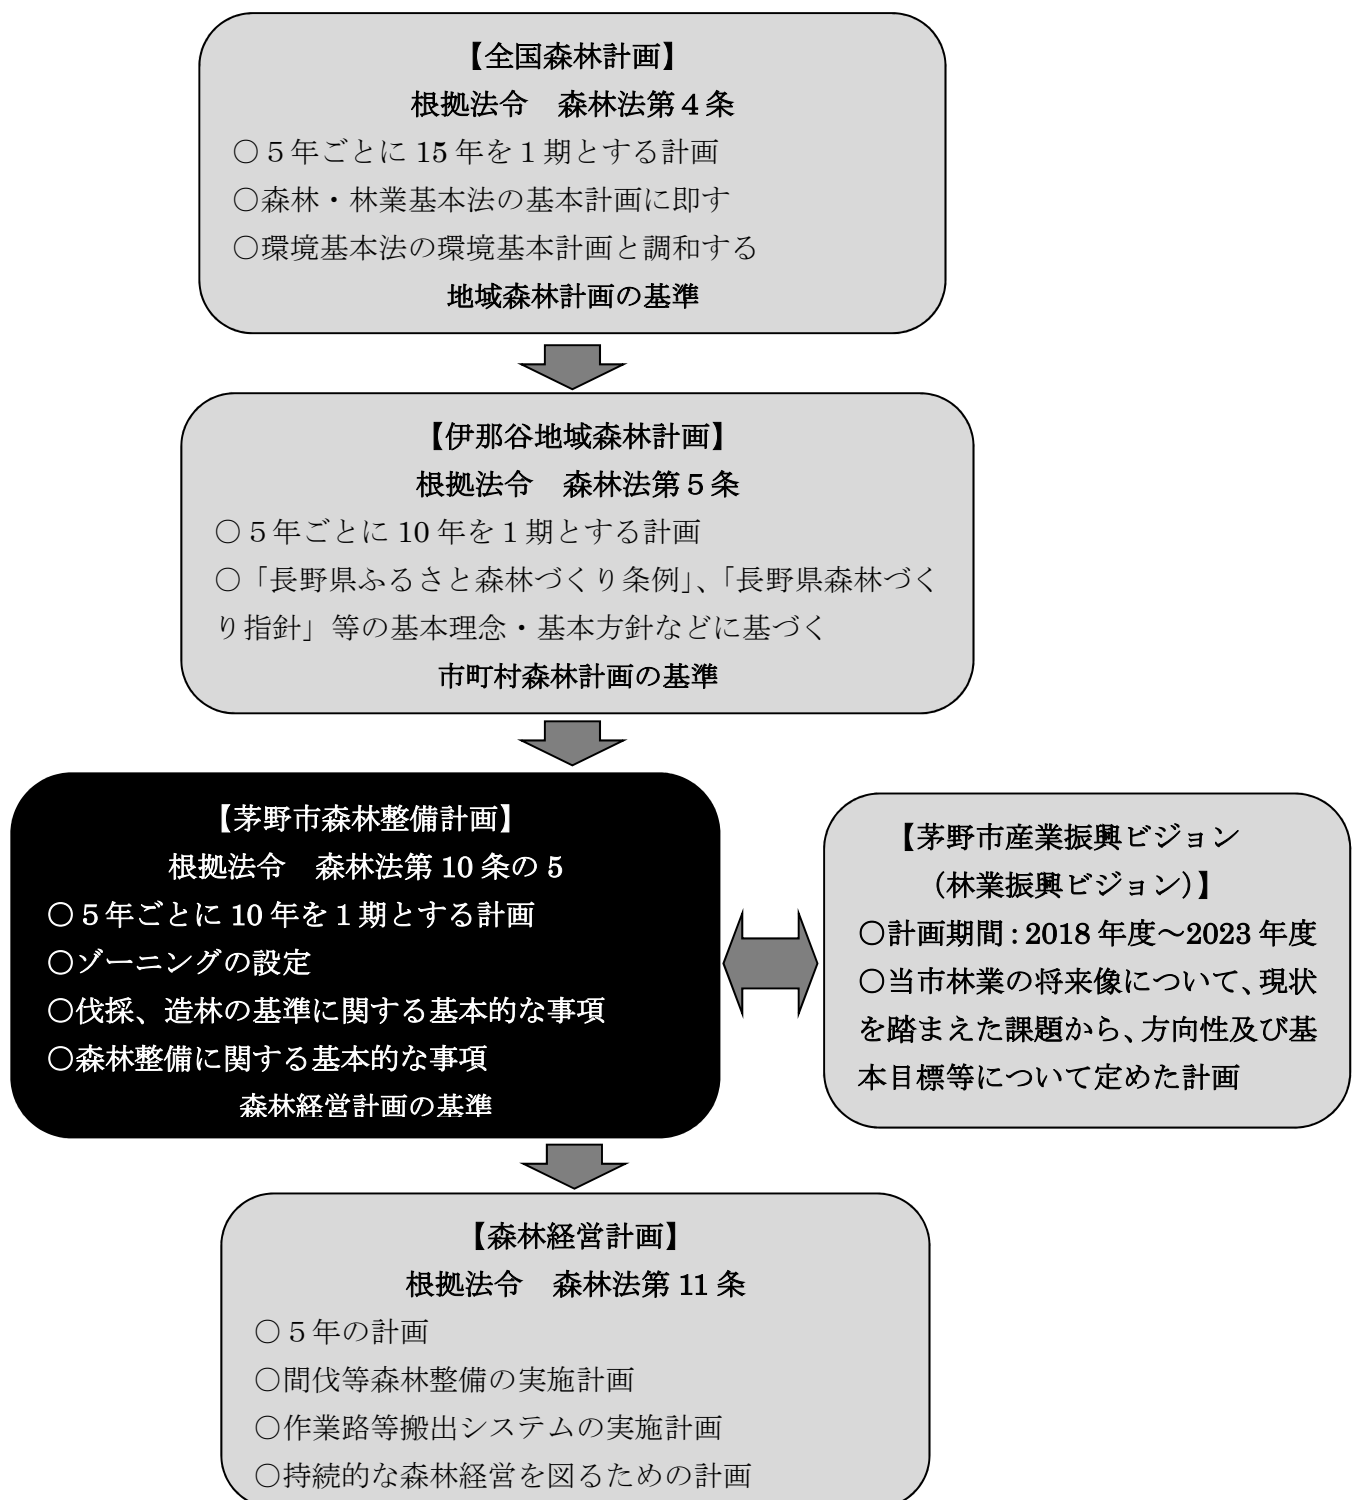 【全国森林計画】
根拠法令　森林法第４条
○５年ごとに 15 年を１期とする計画
○森林・林業基本法の基本計画に即す
○環境基本法の環境基本計画と調和する
地域森林計画の基準
【伊那谷地域森林計画】
根拠法令　森林法第５条
○５年ごとに 10 年を１期とする計画
○「長野県ふるさと森林づくり条例」、「長野県森林づく
り指針」等の基本理念・基本方針などに基づく
市町村森林計画の基準
【茅野市森林整備計画】
根拠法令　森林法第 10 条の 5
○５年ごとに 10 年を１期とする計画
○ゾーニングの設定
○伐採、造林の基準に関する基本的な事項
○森林整備に関する基本的な事項
森林経営計画の基準
【茅野市産業振興ビジョン
（林業振興ビジョン）】
○計画期間：2018 年度～2023 年度
○当市林業の将来像について、現状
を踏まえた課題から、方向性及び基
本目標等について定めた計画
【森林経営計画】
根拠法令　森林法第 11 条
○５年の計画
○間伐等森林整備の実施計画
○作業路等搬出システムの実施計画
○持続的な森林経営を図るための計画